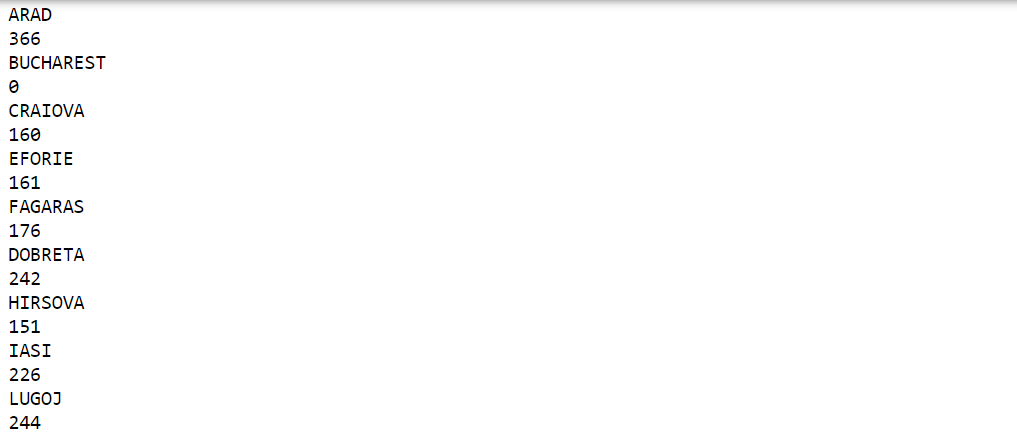 ARAD
366
BUCHAREST
0
CRAIOVA
160
EFORIE
161
FAGARAS
176
DOBRETA
242
HIRSOVA
151
IASI
226
LUGOJ
244